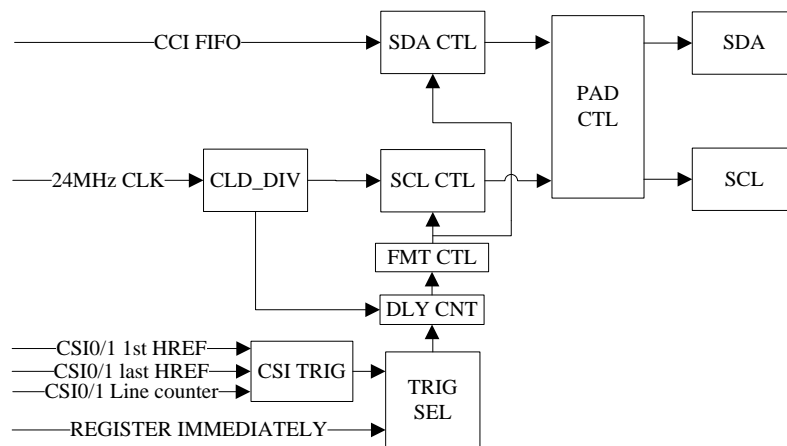 CCI FIFO
SDA CTL
SDA
PAD
CTL
24MHz CLK
CLD_DIV
SCL CTL
SCL
FMT CTL
DLY CNT
CSI0/1 1st HREF
CSI0/1 last HREF
CSI0/1 Line counter
CSI TRIG
TRIG
SEL
REGISTER IMMEDIATELY